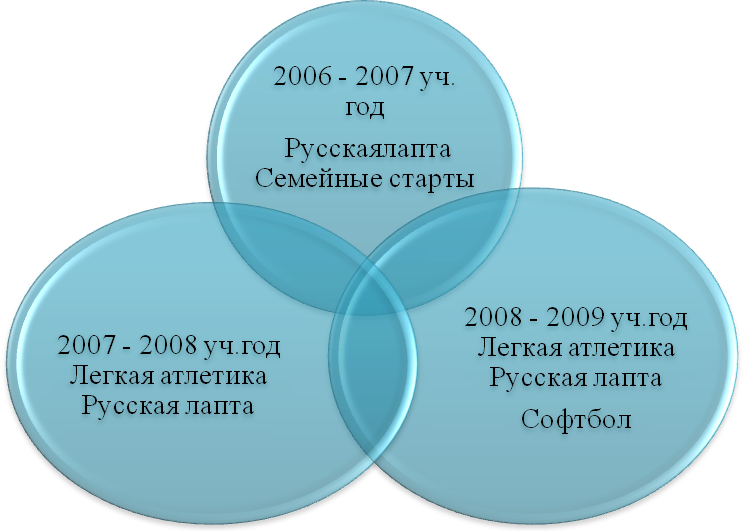 2006 - 2007 уч.
год
Русскаялапта
Семейные старты
2007 - 2008 уч.год
Легкая атлетика
Русская лапта
2008 - 2009 уч.год
Легкая атлетика
Русская лапта
Софтбол